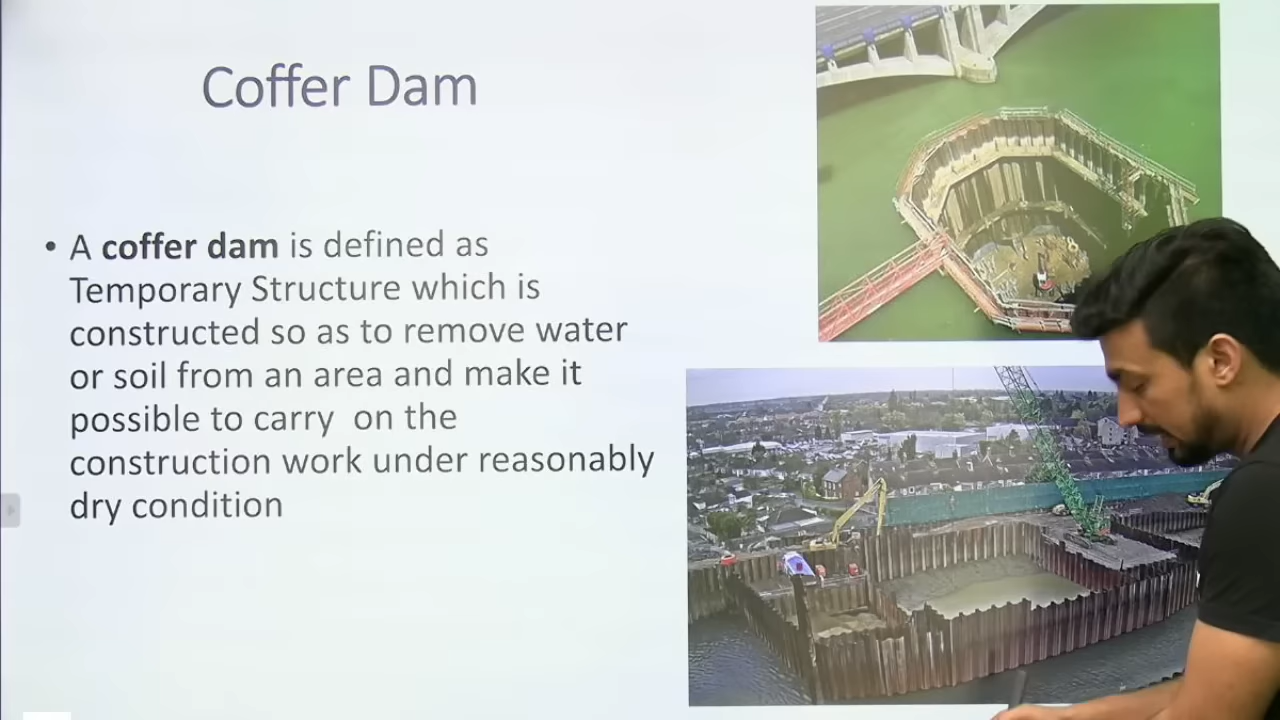 Coffer Dam
• A coffer dam is defined as
Temporary Structure which is
constructed so as to remove water
or soil from an area and make it
possible to carry  on the
construction work under reasonably
dry condition